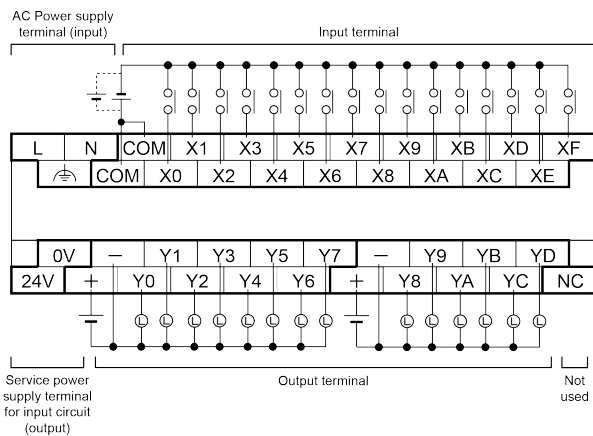 AC Power supply
terminal (input)
Input terminal
L N COM X1 X3 X5 X7 X9 XB XD XF
COM X0 X2 X4 X6 X8 XA XC XE
0V − Y1 Y3 Y5 Y7 − Y9 YB YD
24V + Y0 Y2 Y4 Y6 + Y8 YA YC NC
L L L L L L L L L L L L L L
Service power
supply terminal
for input circuit
(output)
Output terminal
Not
used